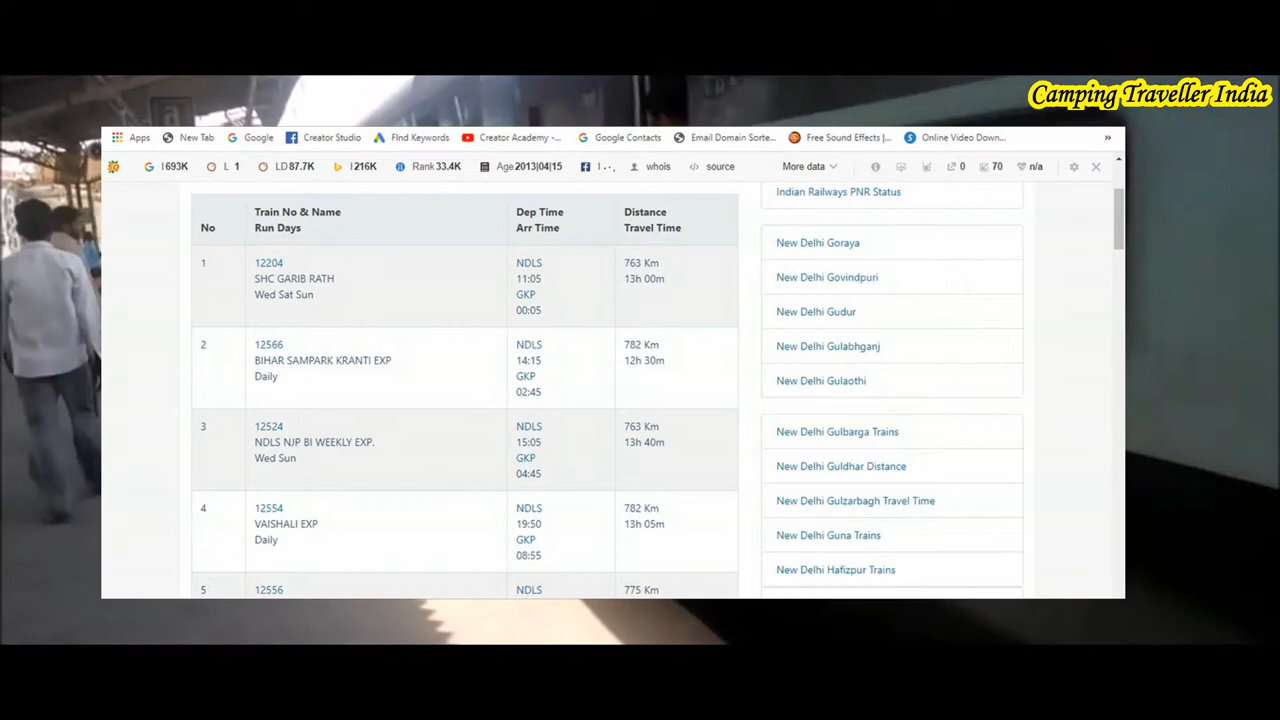 Camping Traveller India
Apps New Tab Google Creator Studio FInd Keywords Creator Academy -... Google Contacts Email Domain Sorte... Free Sound Effects |... Online Video Down... »
I 693K L 1 LD 87.7K I 216K Rank 33.4K Age 2013|04|15 I . . . whois source More data 0 70 n/a
Indian Railways PNR Status
No
Train No & Name
Run Days
Dep Time
Arr Time
Distance
Travel Time
1
12204
SHC GARIB RATH
Wed Sat Sun
NDLS
11:05
GKP
00:05
763 Km
13h 00m
2
12566
BIHAR SAMPARK KRANTI EXP
Daily
NDLS
14:15
GKP
02:45
782 Km
12h 30m
3
12524
NDLS NJP BI WEEKLY EXP.
Wed Sun
NDLS
15:05
GKP
04:45
763 Km
13h 40m
4
12554
VAISHALI EXP
Daily
NDLS
19:50
GKP
08:55
782 Km
13h 05m
5
12556
NDLS
775 Km
New Delhi Goraya
New Delhi Govindpuri
New Delhi Gudur
New Delhi Gulabhganj
New Delhi Gulaothi
New Delhi Gulbarga Trains
New Delhi Guldhar Distance
New Delhi Gulzarbagh Travel Time
New Delhi Guna Trains
New Delhi Hafizpur Trains